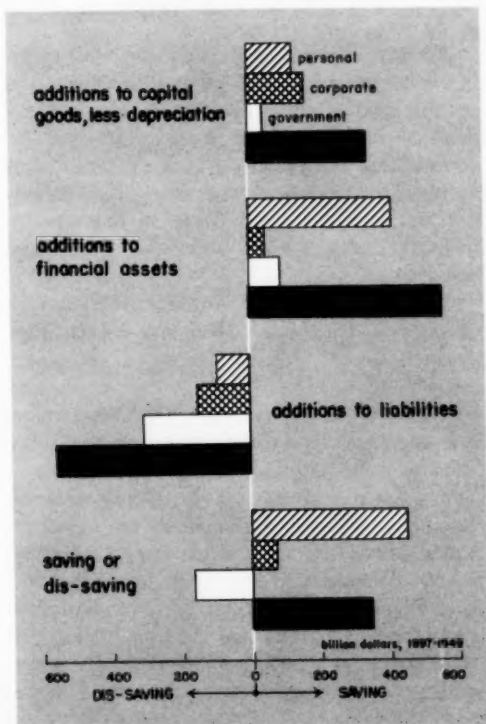 personal
additions to capital
goods, less depreciation
corporate
government
additions to
financial assets
additions to liabilities
saving or
dis-saving
billion dollars, 1897-1949
600 400 200 0 200 400 600
DIS-SAVING SAVING